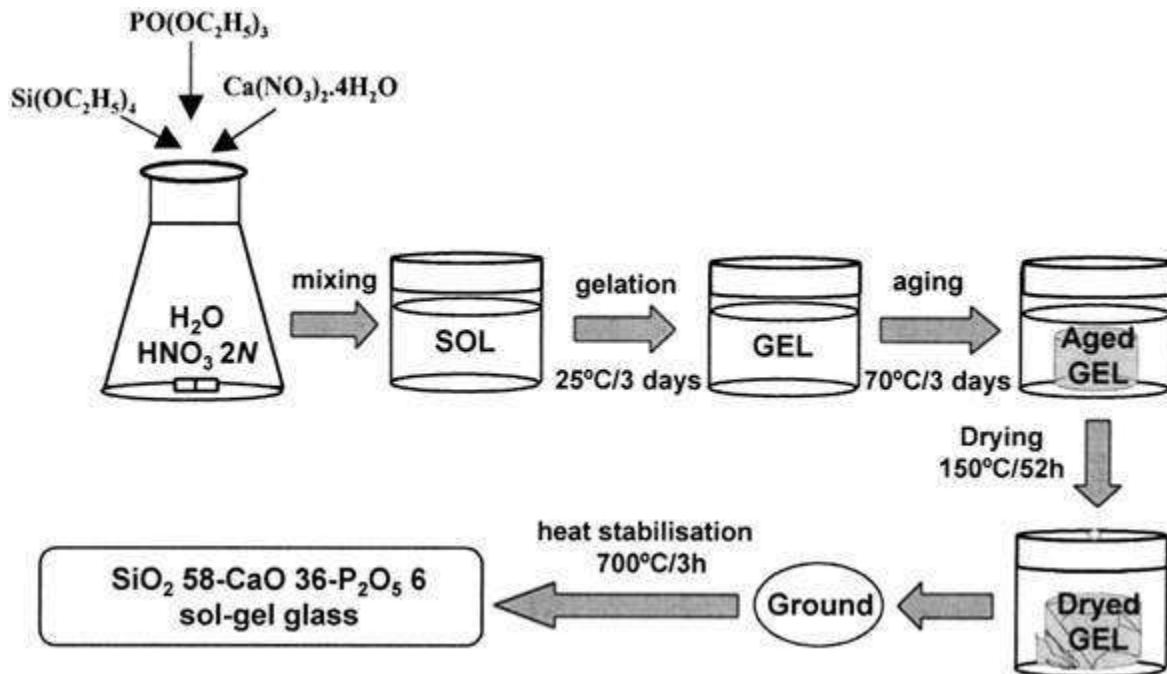 PO(OC₂H₅)₃
Si(OC₂H₅)₄
Ca(NO₃)₂.4H₂O
H₂O
HNO₃ 2N
mixing
SOL
gelation
25ºC/3 days
GEL
aging
70ºC/3 days
Aged
GEL
Drying
150ºC/52h
Dryed
GEL
Ground
heat stabilisation
700ºC/3h
SiO₂ 58-CaO 36-P₂O₅ 6
sol-gel glass